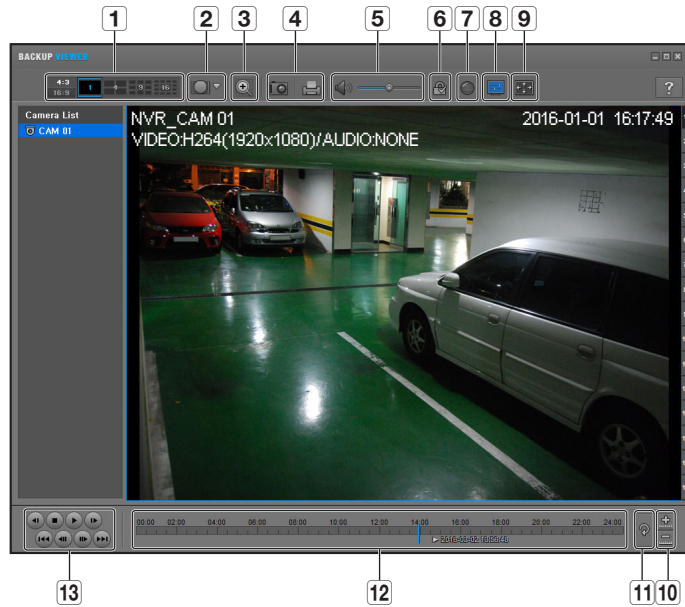 1 2 3 4 5 6 7 8 9
BACKUP VIEWER
4:3 1 4 9 16
16:9
?
Camera List
CAM 01
NVR_CAM 01 2016-01-01 16:17:49
VIDEO:H264(1920x1080)/AUDIO:NONE
00:00 02:00 04:00 06:00 08:00 10:00 12:00 14:00 16:00 18:00 20:00 22:00 24:00
13 12 11 10